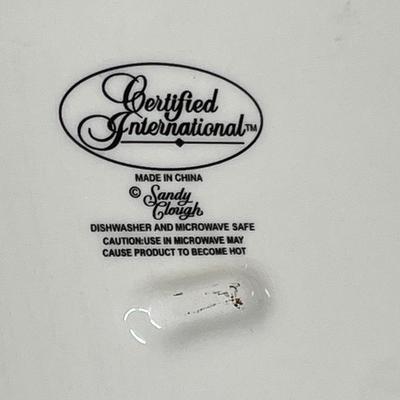 Certified
International™
MADE IN CHINA
© Sandy
Clough
DISHWASHER AND MICROWAVE SAFE
CAUTION:USE IN MICROWAVE MAY
CAUSE PRODUCT TO BECOME HOT